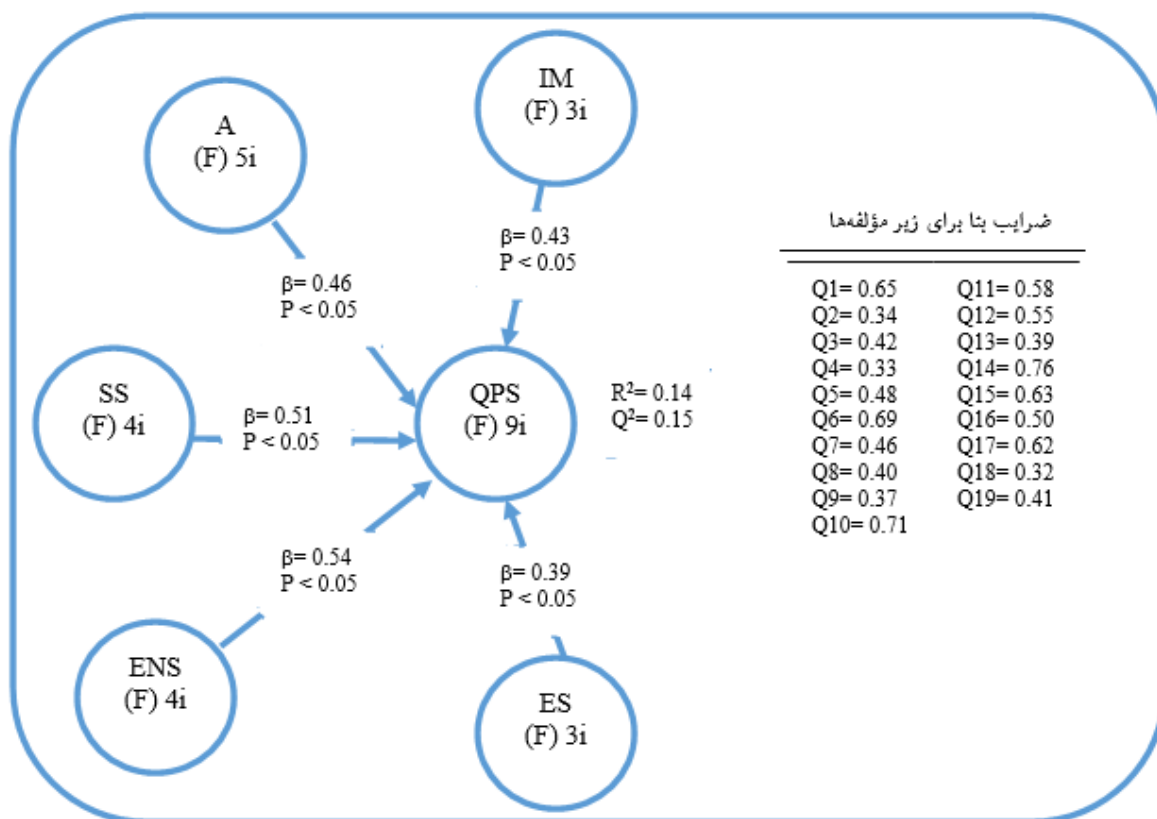 IM
(F) 3i
A
(F) 5i
β= 0.43
P < 0.05
β= 0.46
P < 0.05
SS
(F) 4i
β= 0.51
P < 0.05
QPS
(F) 9i
R²= 0.14
Q²= 0.15
β= 0.54
P < 0.05
β= 0.39
P < 0.05
ENS
(F) 4i
ES
(F) 3i
ضرایب بتا برای زیر مؤلفه‌ها
Q1= 0.65
Q2= 0.34
Q3= 0.42
Q4= 0.33
Q5= 0.48
Q6= 0.69
Q7= 0.46
Q8= 0.40
Q9= 0.37
Q10= 0.71
Q11= 0.58
Q12= 0.55
Q13= 0.39
Q14= 0.76
Q15= 0.63
Q16= 0.50
Q17= 0.62
Q18= 0.32
Q19= 0.41